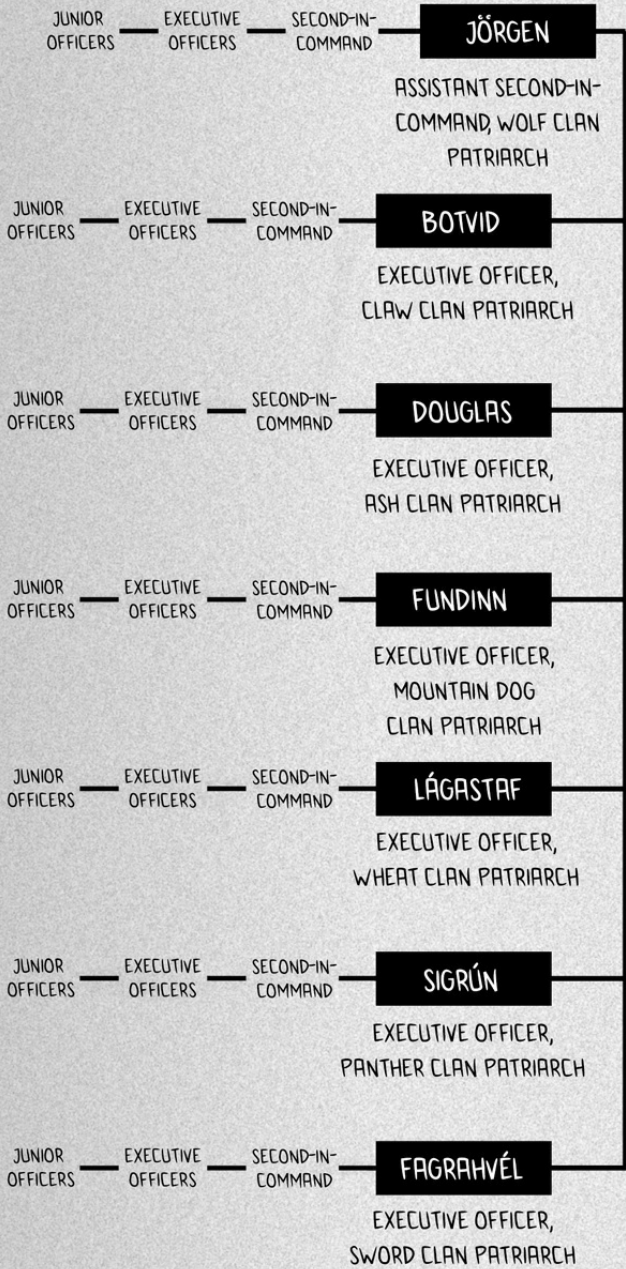 JUNIOR
OFFICERS
EXECUTIVE
OFFICERS
SECOND-IN-
COMMAND
JÖRGEN
ASSISTANT SECOND-IN-
COMMAND, WOLF CLAN
PATRIARCH
JUNIOR
OFFICERS
EXECUTIVE
OFFICERS
SECOND-IN-
COMMAND
BOTVID
EXECUTIVE OFFICER,
CLAW CLAN PATRIARCH
JUNIOR
OFFICERS
EXECUTIVE
OFFICERS
SECOND-IN-
COMMAND
DOUGLAS
EXECUTIVE OFFICER,
ASH CLAN PATRIARCH
JUNIOR
OFFICERS
EXECUTIVE
OFFICERS
SECOND-IN-
COMMAND
FUNDINN
EXECUTIVE OFFICER,
MOUNTAIN DOG
CLAN PATRIARCH
JUNIOR
OFFICERS
EXECUTIVE
OFFICERS
SECOND-IN-
COMMAND
LÁGASTAF
EXECUTIVE OFFICER,
WHEAT CLAN PATRIARCH
JUNIOR
OFFICERS
EXECUTIVE
OFFICERS
SECOND-IN-
COMMAND
SIGRÚN
EXECUTIVE OFFICER,
PANTHER CLAN PATRIARCH
JUNIOR
OFFICERS
EXECUTIVE
OFFICERS
SECOND-IN-
COMMAND
FAGRAHVÉL
EXECUTIVE OFFICER,
SWORD CLAN PATRIARCH